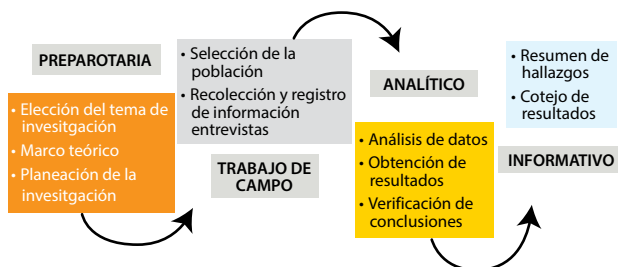 PREPAROTARIA
• Elección del tema de
invesitgación
• Marco teórico
• Planeación de la
invesitgación
• Selección de la
población
• Recolección y registro
de información
entrevistas
TRABAJO DE
CAMPO
ANALÍTICO
• Análisis de datos
• Obtención de
resultados
• Verificación de
conclusiones
• Resumen de
hallazgos
• Cotejo de
resultados
INFORMATIVO